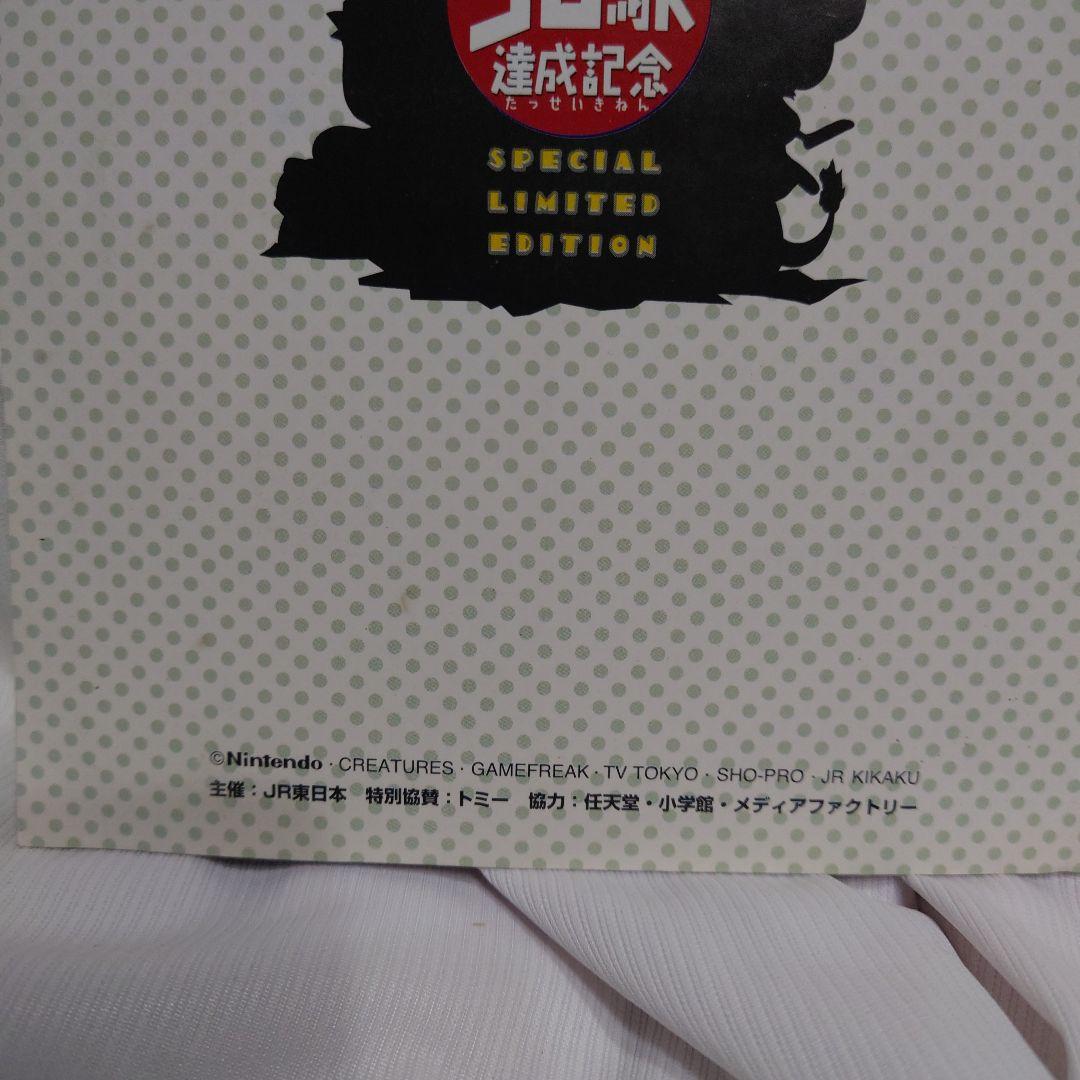 達成記念
たっせいきねん
SPECIAL
LIMITED
EDITION
©Nintendo · CREATURES · GAMEFREAK · TV TOKYO · SHO-PRO · JR KIKAKU
主催：JR東日本　特別協賛：トミー　協力：任天堂・小学館・メディアファクトリー